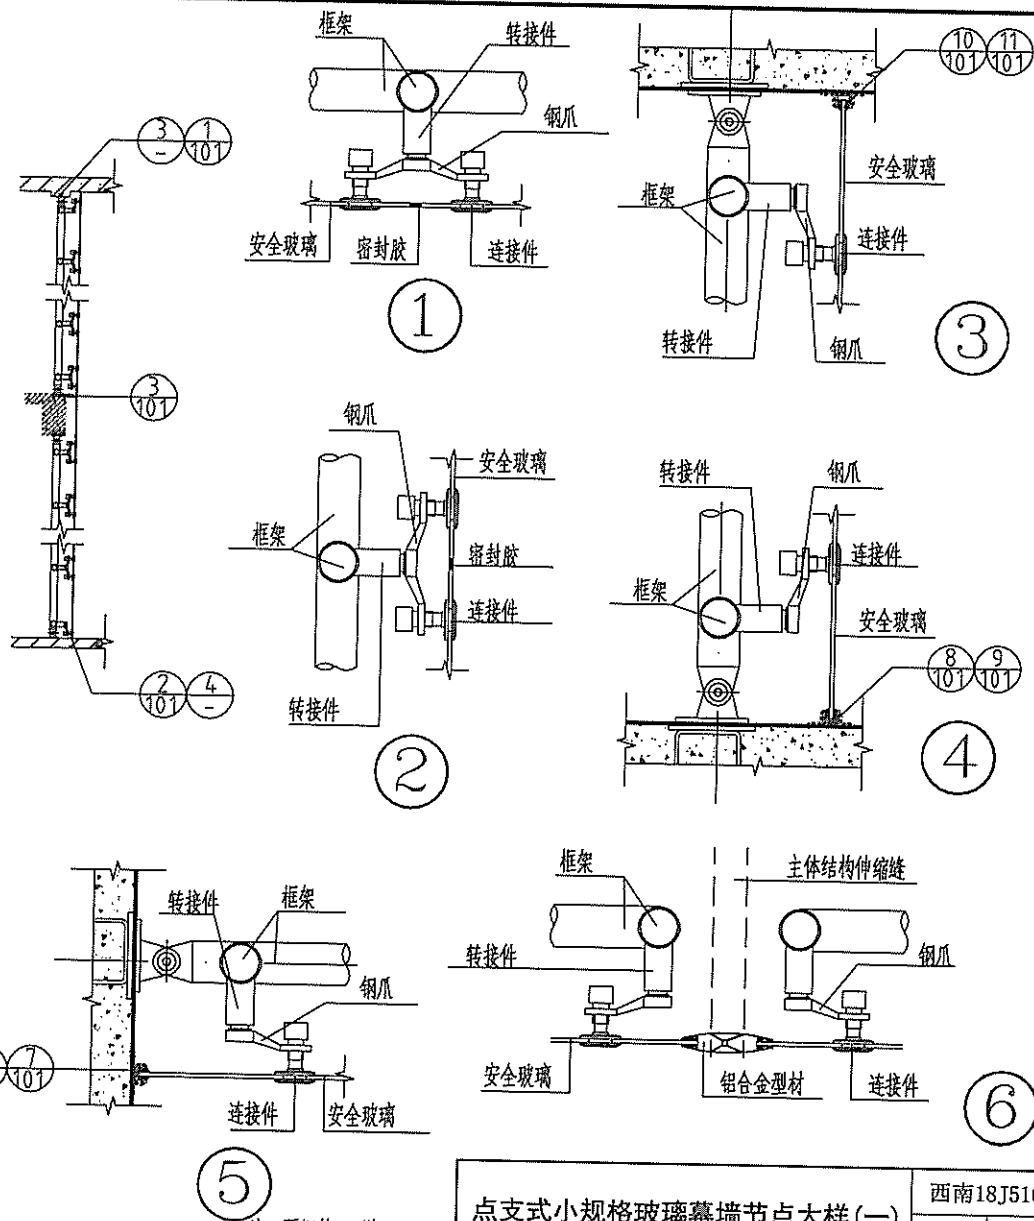 框架
转接件
钢爪
安全玻璃
密封胶
连接件
1
3
-
1
101
3
101
2
101
4
-
10
101
11
101
安全玻璃
框架
连接件
转接件
钢爪
3
钢爪
安全玻璃
框架
密封胶
连接件
转接件
2
转接件
钢爪
连接件
框架
安全玻璃
8
101
9
101
4
转接件
框架
钢爪
7
101
连接件
安全玻璃
5
框架
主体结构伸缩缝
转接件
钢爪
安全玻璃
铝合金型材
连接件
6
点支式小规格玻璃幕墙节点大样(一)
西南18J51